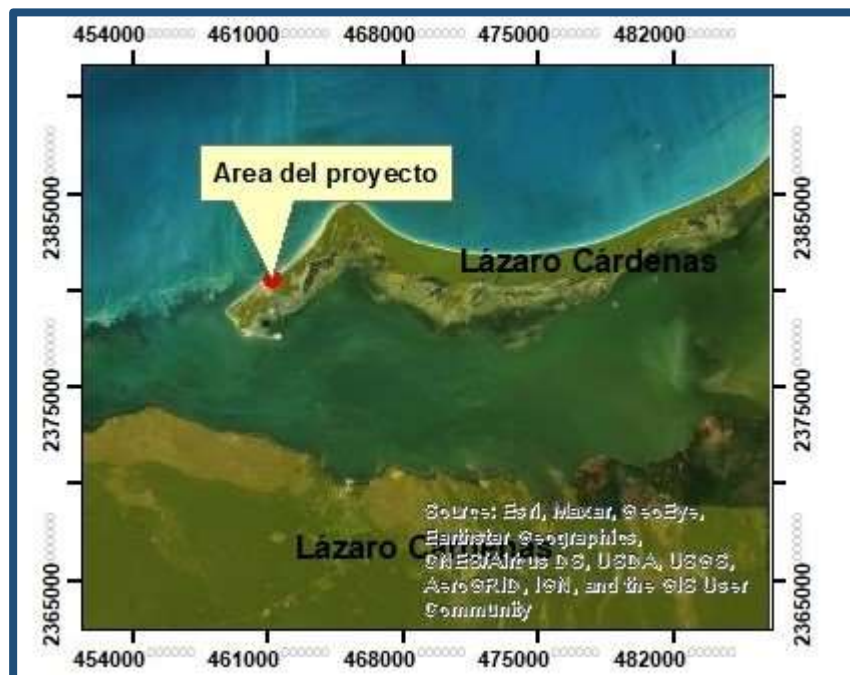 454000 461000 468000 475000 482000
2385000 2385000
Area del proyecto
Lázaro Cárdenas
2375000 2375000
Source: Esri, Maxar, GeoEye,
Earthstar Geographics,
Lázaro Cárdenas
CNES/Airbus DS, USDA, USGS,
AeroGRID, IGN, and the GIS User
Community
2365000 2365000
454000 461000 468000 475000 482000